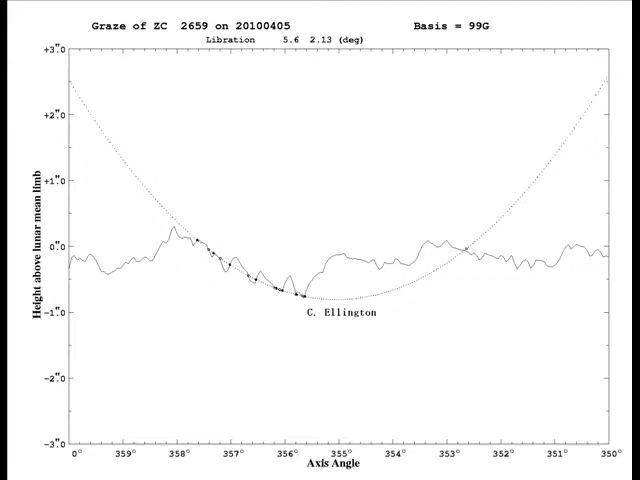 Graze of ZC 2659 on 20100405 Basis = 99G
Libration 5.6 2.13 (deg)
+3.″0
+2.″0
+1.″0
0.″0
-1.″0
-2.″0
-3.″0
Height above lunar mean limb
C. Ellington
0° 359° 358° 357° 356° 355° 354° 353° 352° 351° 350°
Axis Angle